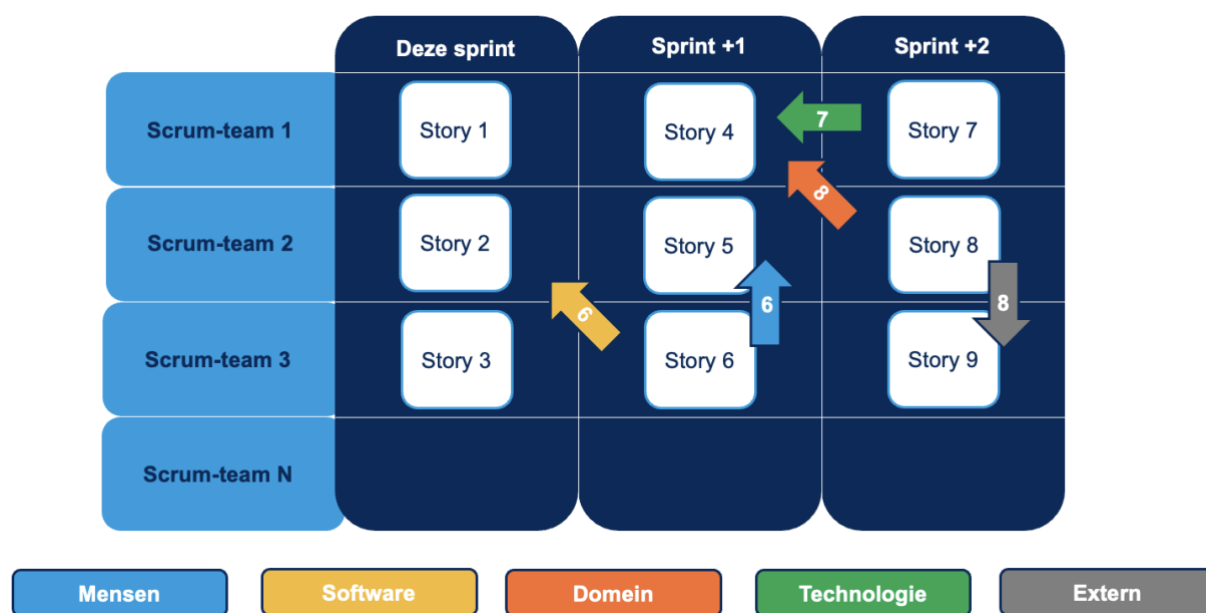 Deze sprint
Sprint +1
Sprint +2
Scrum-team 1
Story 1
Story 4
7
Story 7
8
Scrum-team 2
Story 2
Story 5
Story 8
6
6
8
Scrum-team 3
Story 3
Story 6
Story 9
Scrum-team N
Mensen
Software
Domein
Technologie
Extern